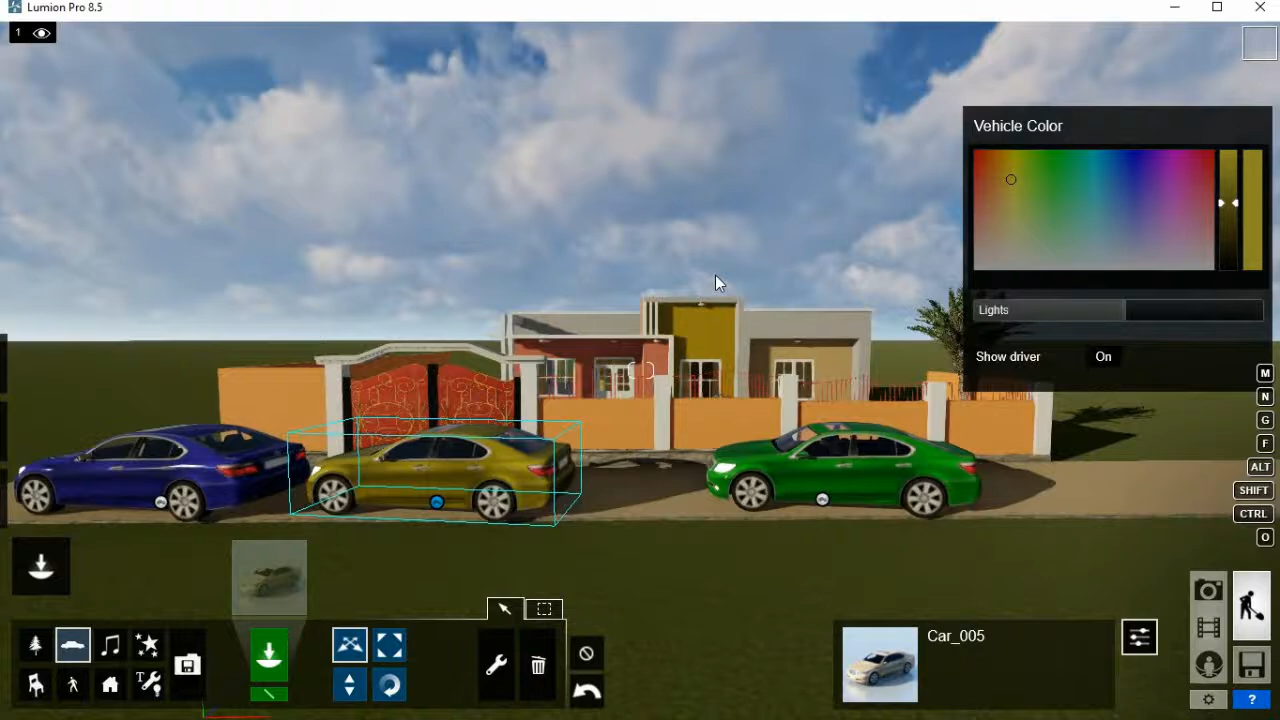 Lumion Pro 8.5
1
Vehicle Color
Lights
Show driver On
M
N
G
F
ALT
SHIFT
CTRL
O
Car_005
T
?